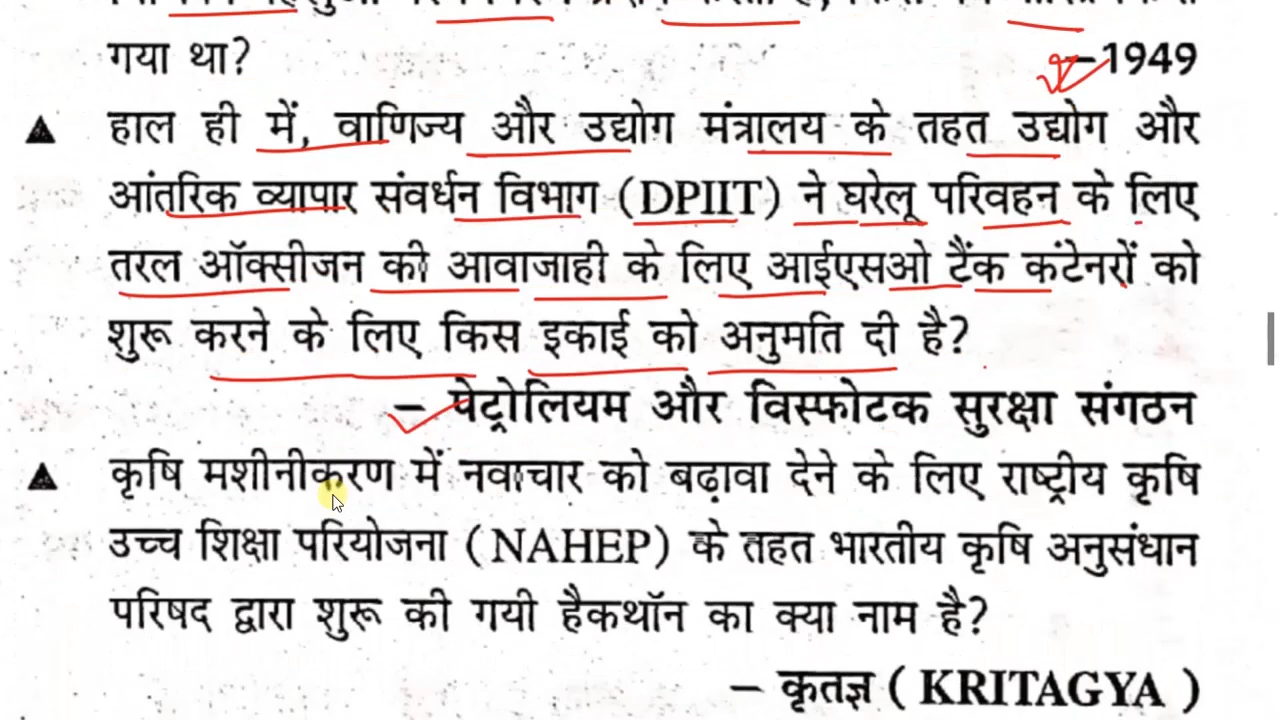 गया था? –1949
▲ हाल ही में, वाणिज्य और उद्योग मंत्रालय के तहत उद्योग और
आंतरिक व्यापार संवर्धन विभाग (DPIIT) ने घरेलू परिवहन के लिए
तरल ऑक्सीजन की आवाजाही के लिए आईएसओ टैंक कंटेनरों को
शुरू करने के लिए किस इकाई को अनुमति दी है?
– पेट्रोलियम और विस्फोटक सुरक्षा संगठन
▲ कृषि मशीनीकरण में नवाचार को बढ़ावा देने के लिए राष्ट्रीय कृषि
उच्च शिक्षा परियोजना (NAHEP) के तहत भारतीय कृषि अनुसंधान
परिषद द्वारा शुरू की गयी हैकथॉन का क्या नाम है?
– कृतज्ञ ( KRITAGYA )